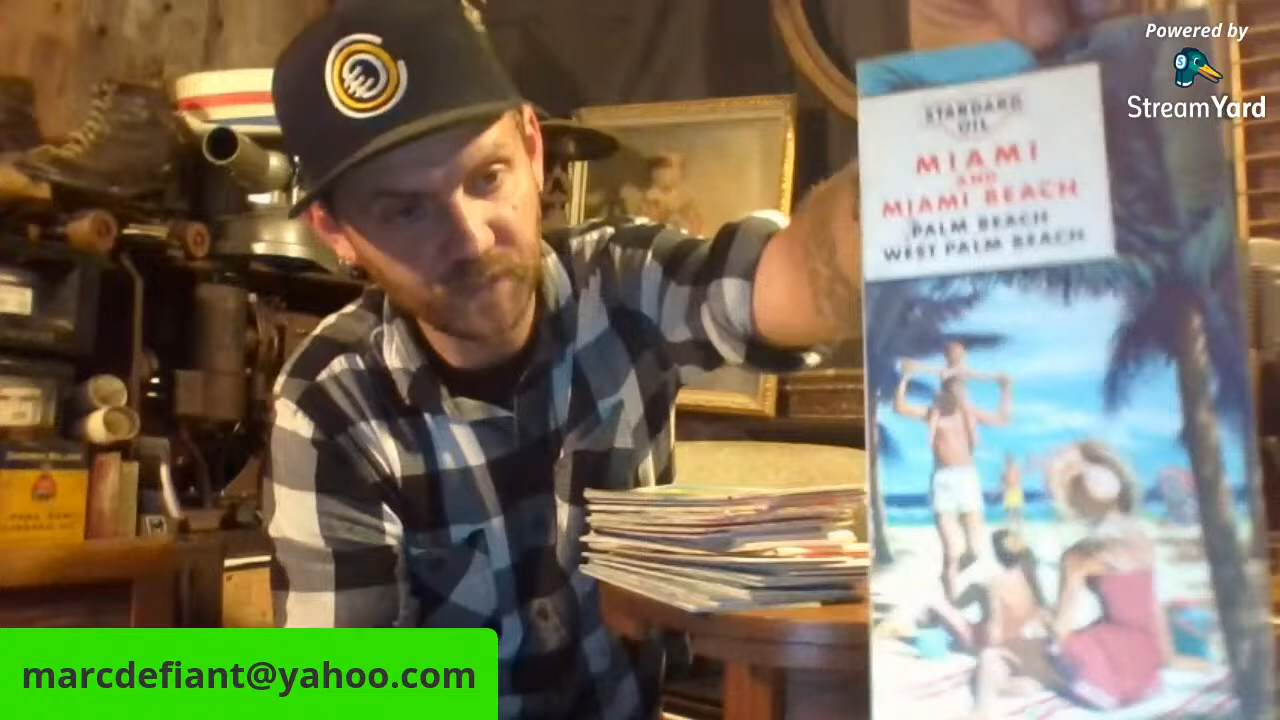 Powered by
StreamYard
STANDARD
OIL
MIAMI
AND
MIAMI BEACH
PALM BEACH
WEST PALM BEACH
marcdefiant@yahoo.com